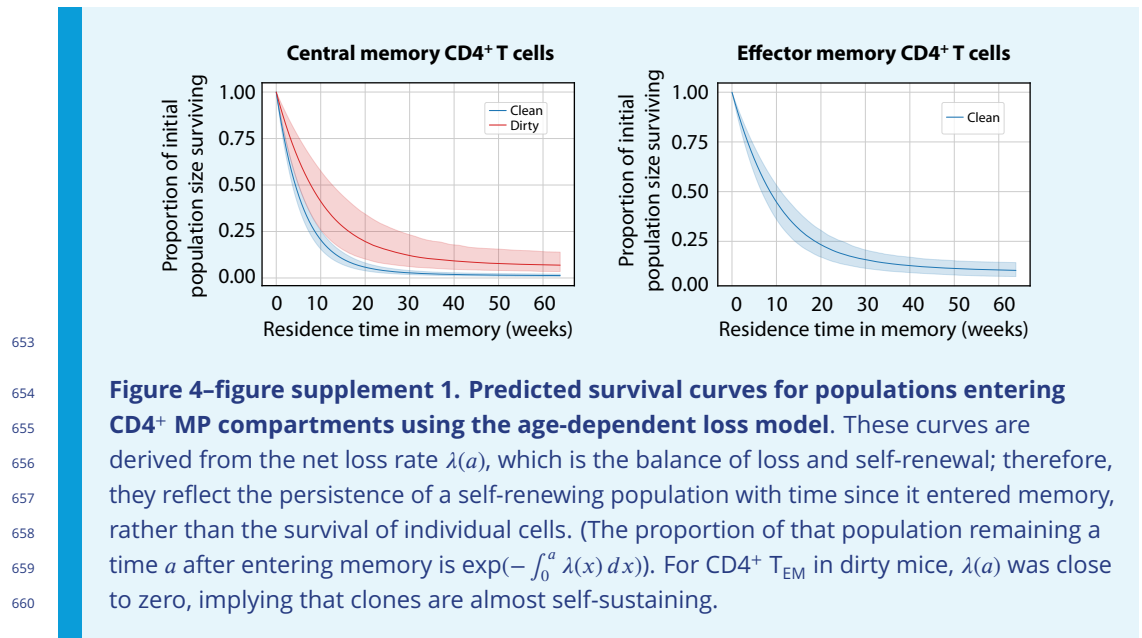 Central memory CD4+ T cells
Proportion of initial
population size surviving
1.00
0.75
0.50
0.25
0.00
Clean
Dirty
0 10 20 30 40 50 60
Residence time in memory (weeks)
Effector memory CD4+ T cells
Proportion of initial
population size surviving
1.00
0.75
0.50
0.25
0.00
Clean
0 10 20 30 40 50 60
Residence time in memory (weeks)
653
654 Figure 4–figure supplement 1. Predicted survival curves for populations entering
655 CD4+ MP compartments using the age-dependent loss model. These curves are
656 derived from the net loss rate λ(a), which is the balance of loss and self-renewal; therefore,
657 they reflect the persistence of a self-renewing population with time since it entered memory,
658 rather than the survival of individual cells. (The proportion of that population remaining a
659 time a after entering memory is exp(− ∫₀ᵃ λ(x) dx)). For CD4+ T_EM in dirty mice, λ(a) was close
660 to zero, implying that clones are almost self-sustaining.